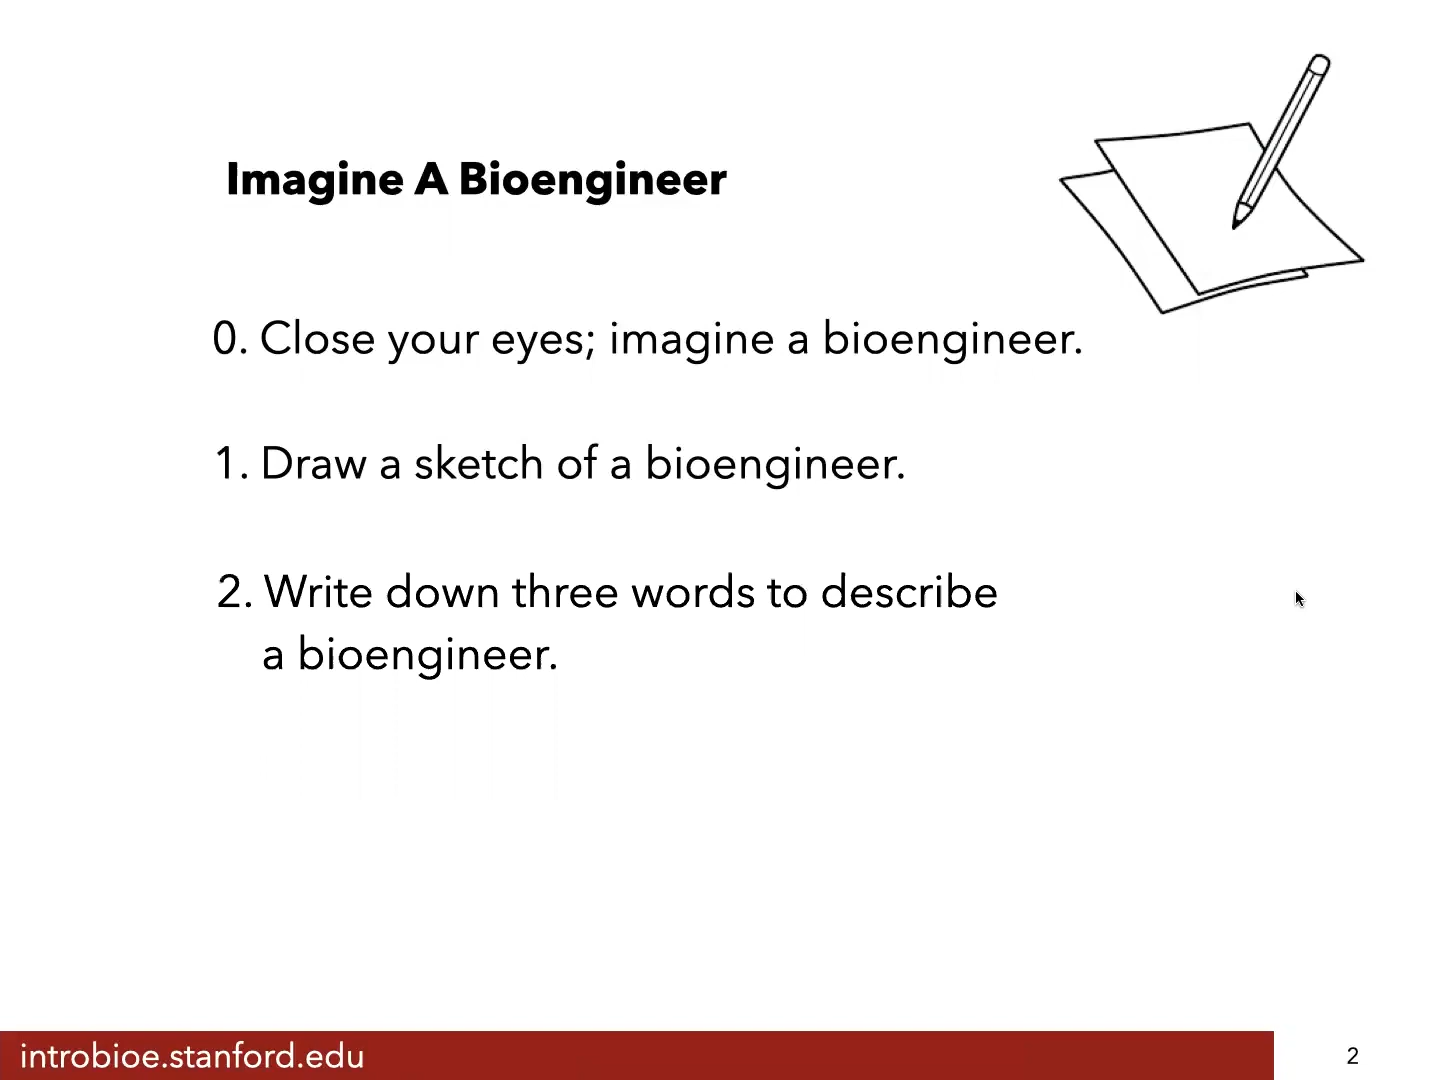 Imagine A Bioengineer
0. Close your eyes; imagine a bioengineer.
1. Draw a sketch of a bioengineer.
2. Write down three words to describe
a bioengineer.
introbioe.stanford.edu
2